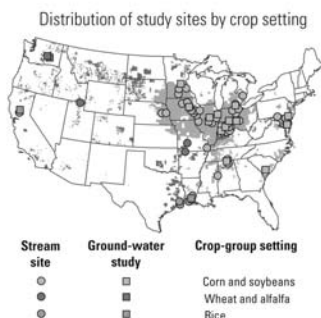 Distribution of study sites by crop setting
Stream site
Ground-water study
Crop-group setting
Corn and soybeans
Wheat and alfalfa
Rice